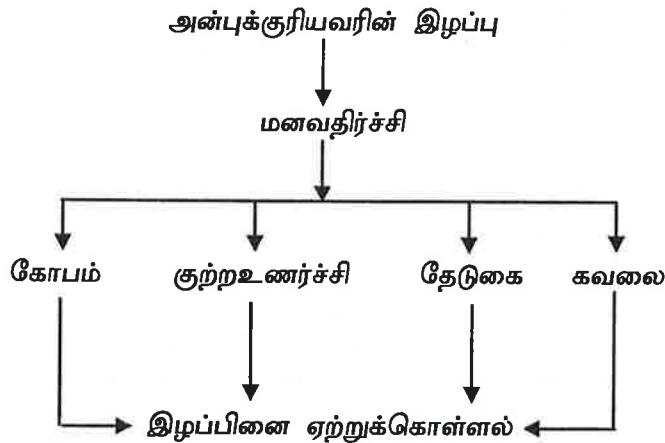 அன்புக்குரியவரின் இழப்பு
மனவதிர்ச்சி
கோபம் குற்றஉணர்ச்சி தேடுகை கவலை
இழப்பினை ஏற்றுக்கொள்ளல்